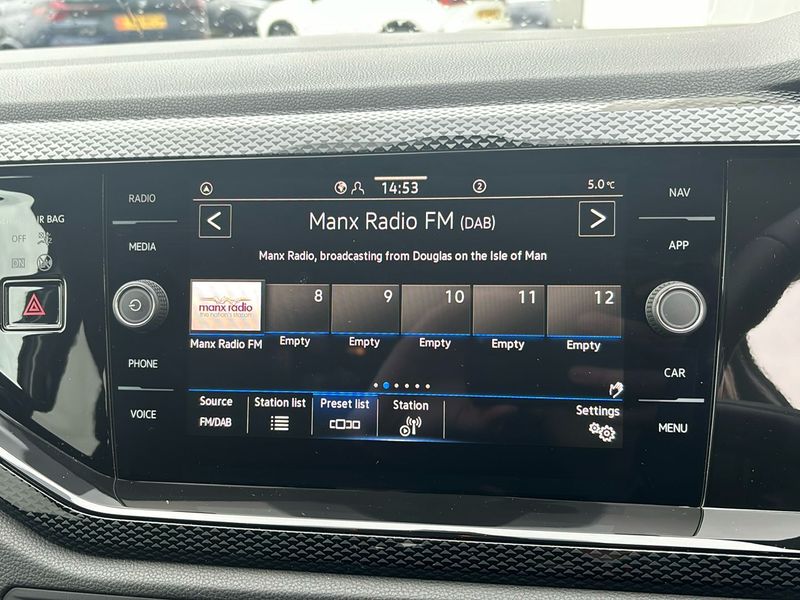 RADIO
MEDIA
PHONE
VOICE
IR BAG
OFF
ON
14:53
2
5.0 °C
NAV
APP
CAR
MENU
<
Manx Radio FM (DAB)
>
Manx Radio, broadcasting from Douglas on the Isle of Man
manx radio
the nation's station
8
9
10
11
12
Manx Radio FM
Empty
Empty
Empty
Empty
Empty
Source
Station list
Preset list
Station
Settings
FM/DAB